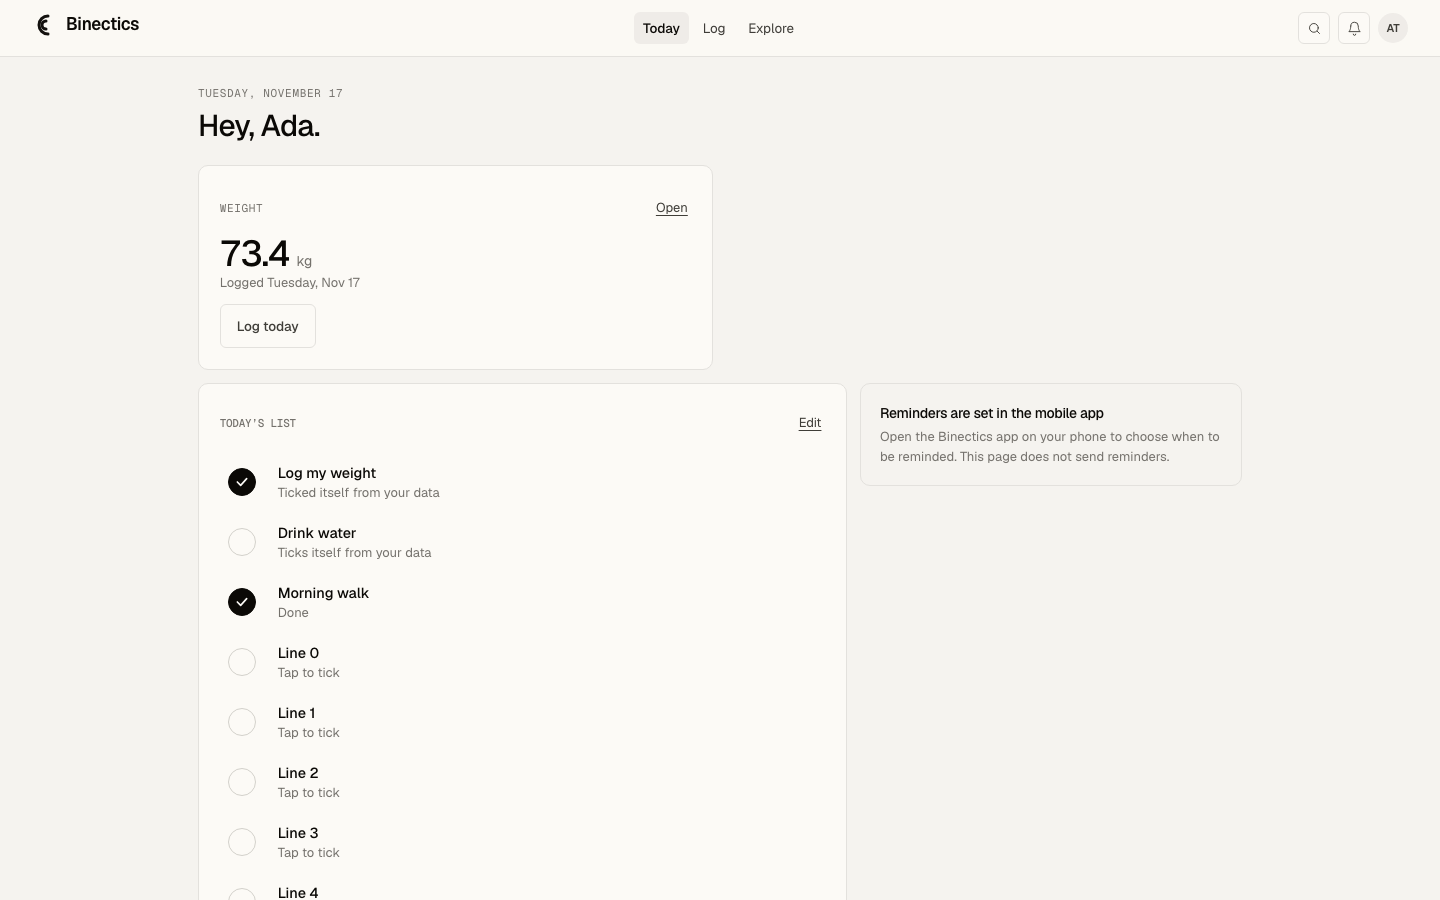 Binectics
Today
Log
Explore
AT
TUESDAY, NOVEMBER 17
Hey, Ada.
WEIGHT
Open
73.4 kg
Logged Tuesday, Nov 17
Log today
TODAY'S LIST
Edit
Log my weight
Ticked itself from your data
Drink water
Ticks itself from your data
Morning walk
Done
Line 0
Tap to tick
Line 1
Tap to tick
Line 2
Tap to tick
Line 3
Tap to tick
Line 4
Reminders are set in the mobile app
Open the Binectics app on your phone to choose when to
be reminded. This page does not send reminders.